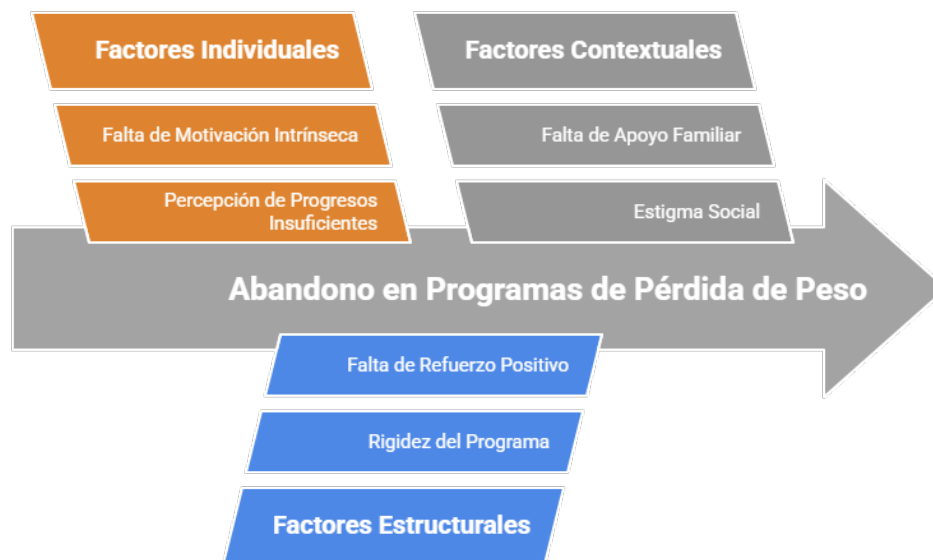 Factores Individuales
Falta de Motivación Intrínseca
Percepción de Progresos
Insuficientes
Factores Contextuales
Falta de Apoyo Familiar
Estigma Social
Abandono en Programas de Pérdida de Peso
Falta de Refuerzo Positivo
Rigidez del Programa
Factores Estructurales